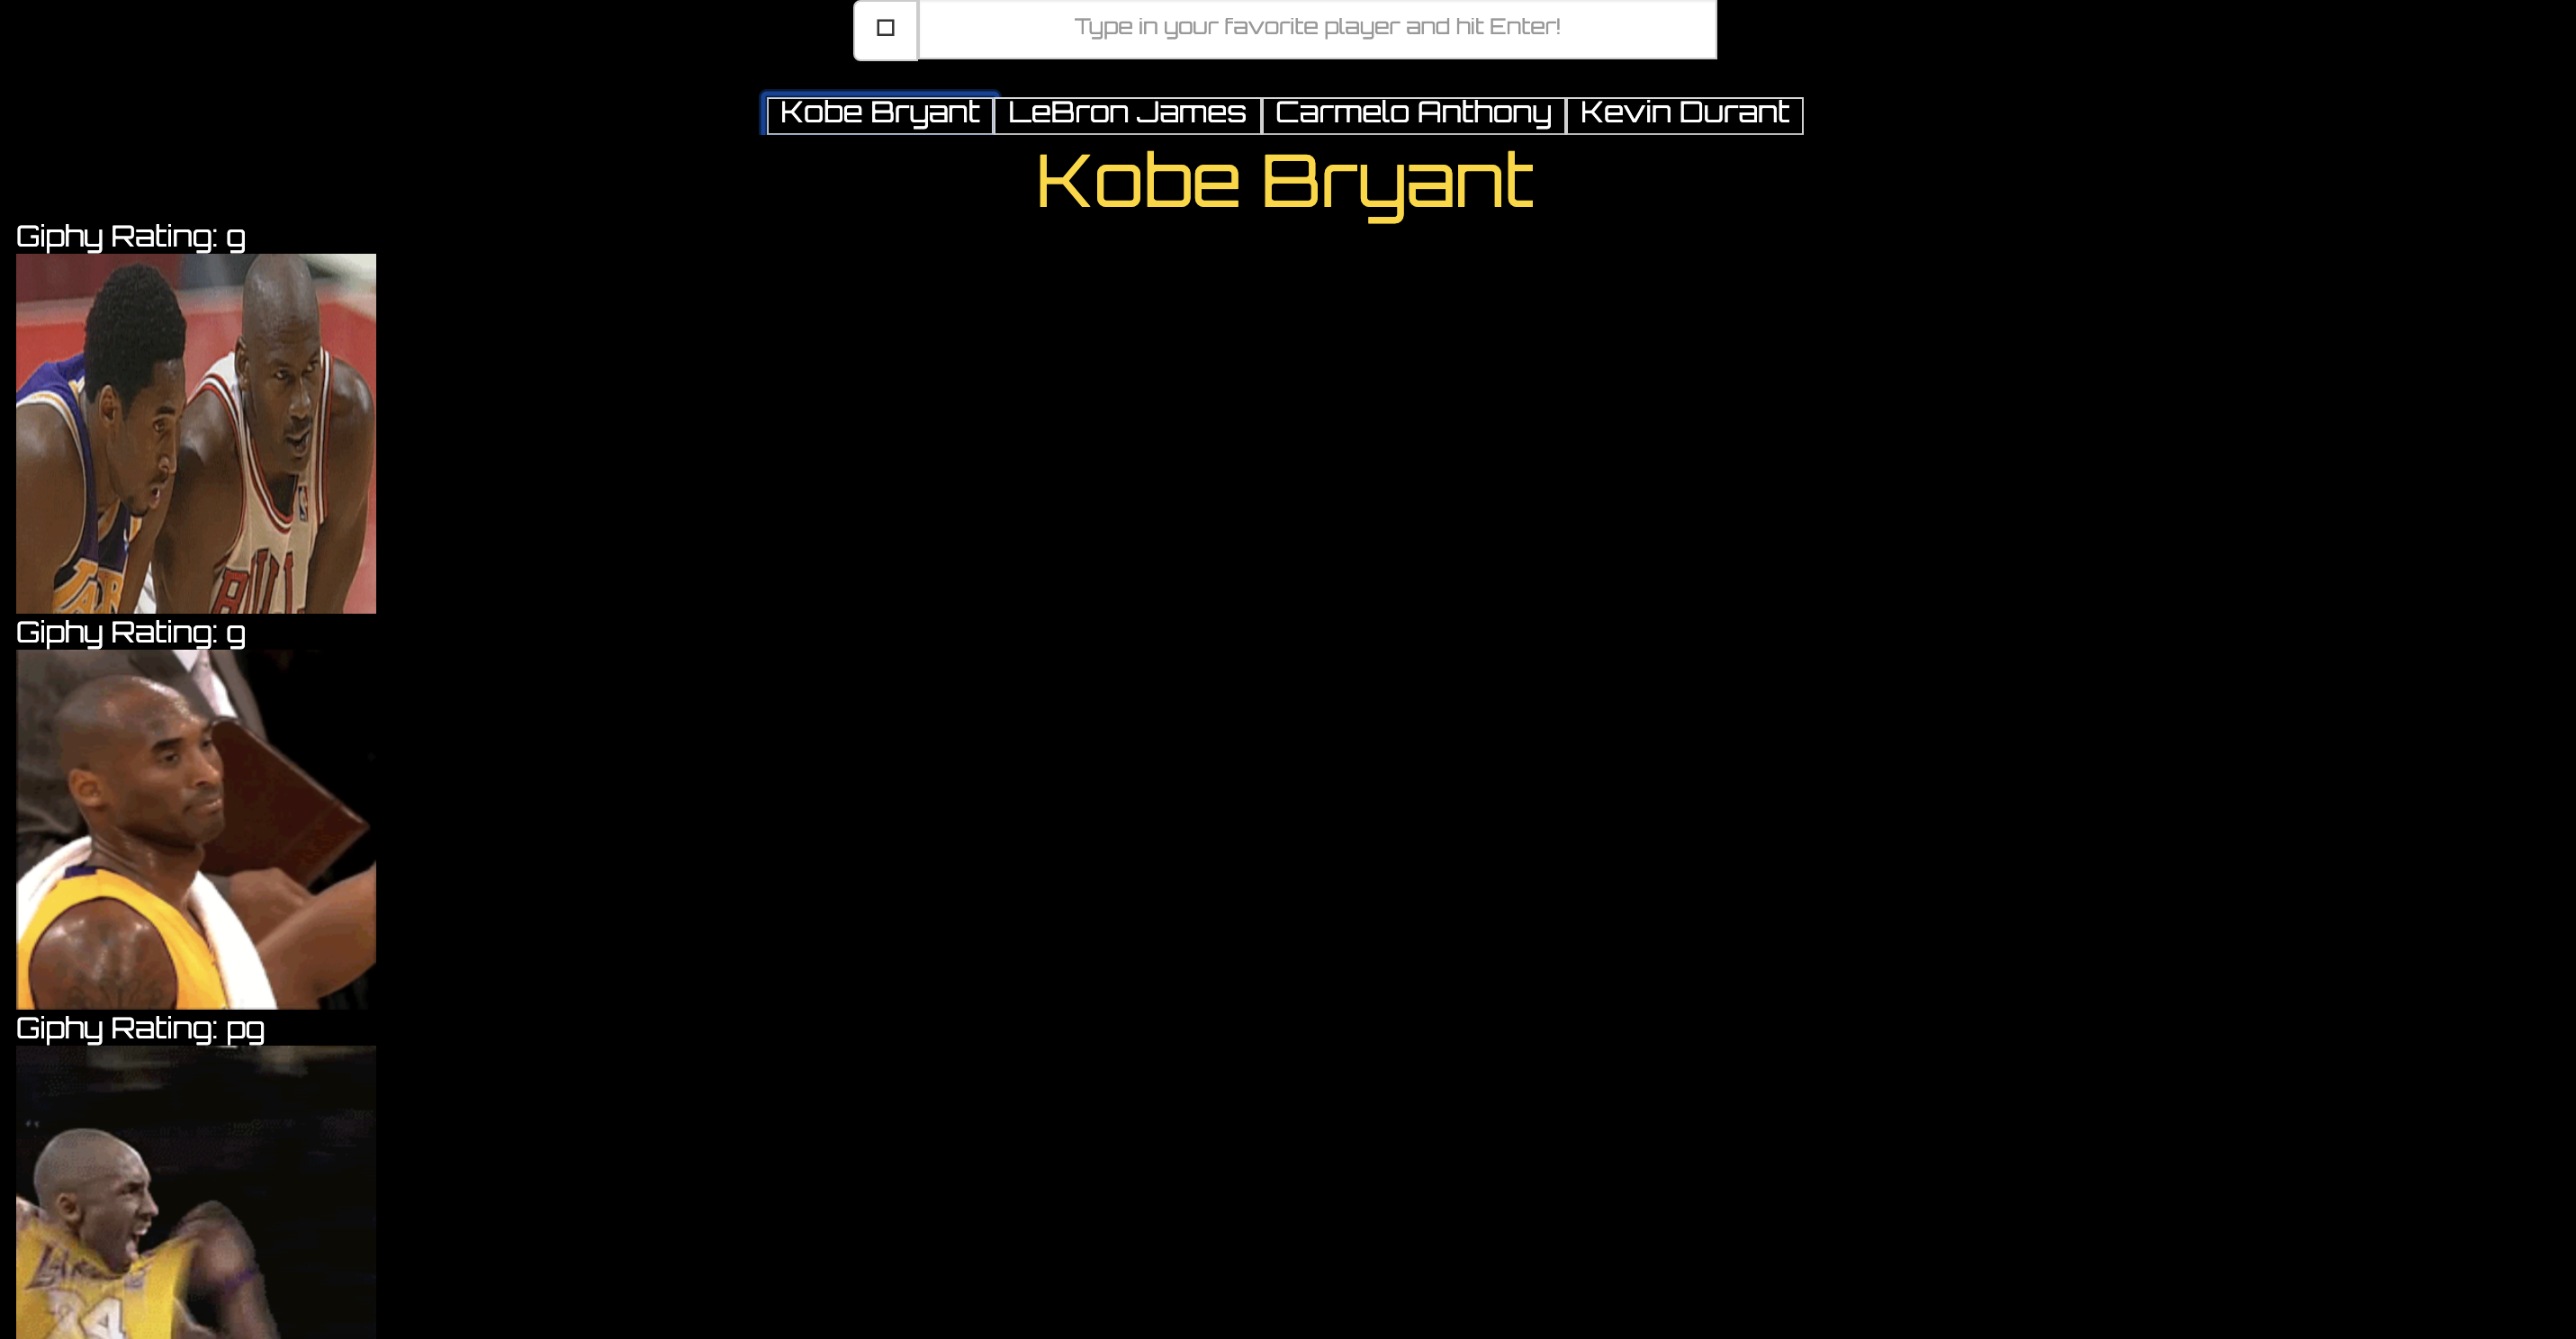 Type in your favorite player and hit Enter!
Kobe Bryant LeBron James Carmelo Anthony Kevin Durant
Kobe Bryant
Giphy Rating: g
Giphy Rating: g
Giphy Rating: pg
24